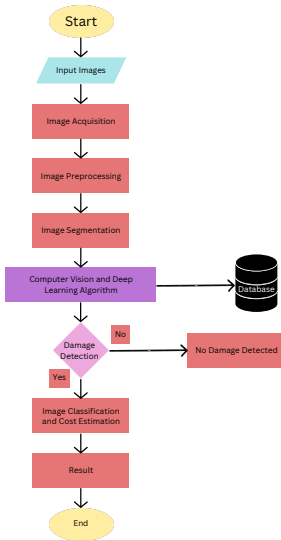 Start
Input Images
Image Acquisition
Image Preprocessing
Image Segmentation
Computer Vision and Deep
Learning Algorithm
Database
Damage
Detection
No
No Damage Detected
Yes
Image Classification
and Cost Estimation
Result
End